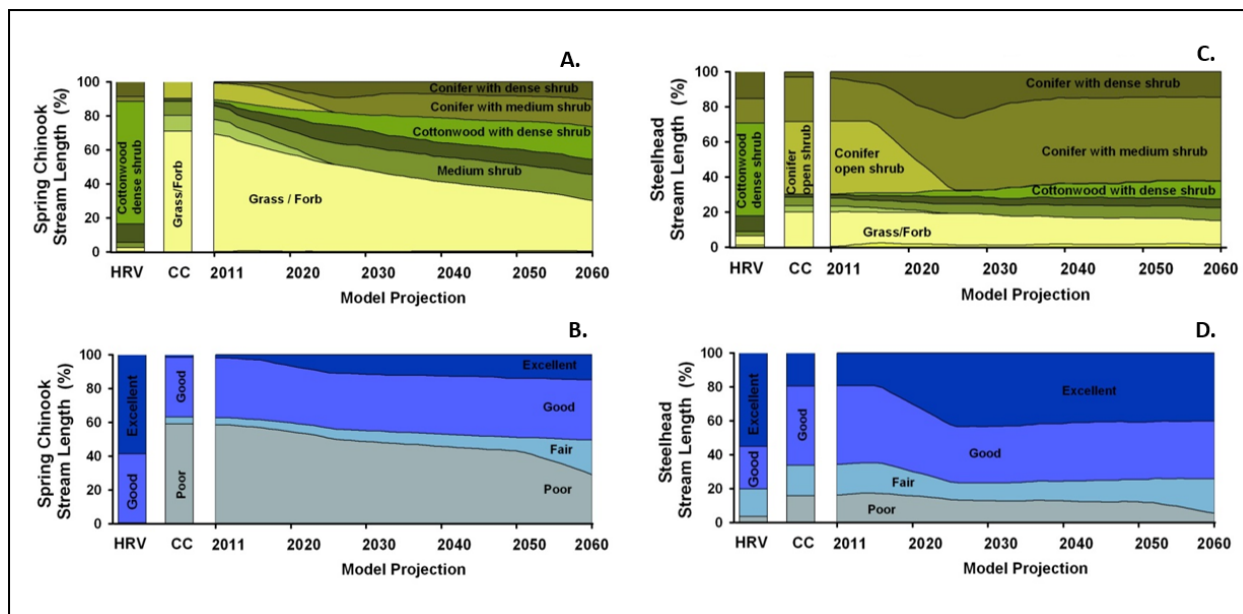 A.
Spring Chinook
Stream Length (%)
100
80
60
40
20
0
Cottonwood
dense shrub
Grass/Forb
Conifer with dense shrub
Conifer with medium shrub
Cottonwood with dense shrub
Medium shrub
Grass / Forb
HRV
CC
2011
2020
2030
2040
2050
2060
Model Projection
C.
Steelhead
Stream Length (%)
100
80
60
40
20
0
Cottonwood
dense shrub
Conifer
open shrub
Conifer with dense shrub
Conifer
open shrub
Conifer with medium shrub
Cottonwood with dense shrub
Grass/Forb
HRV
CC
2011
2020
2030
2040
2050
2060
Model Projection
B.
Spring Chinook
Stream Length (%)
100
80
60
40
20
0
Excellent
Good
Good
Poor
Excellent
Good
Fair
Poor
HRV
CC
2011
2020
2030
2040
2050
2060
Model Projection
D.
Steelhead
Stream Length (%)
100
80
60
40
20
0
Excellent
Good
Good
Excellent
Good
Fair
Poor
HRV
CC
2011
2020
2030
2040
2050
2060
Model Projection